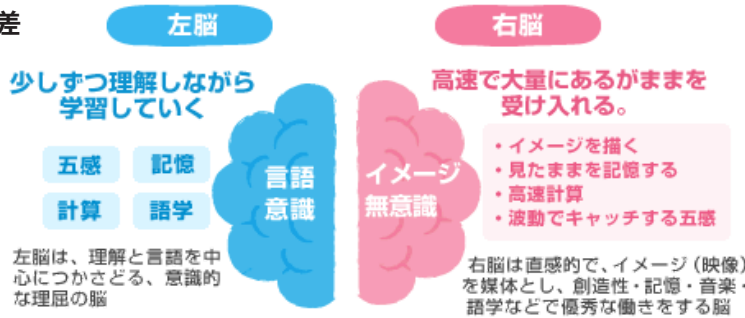 差
左脳
少しずつ理解しながら
学習していく
五感
記憶
計算
語学
言語
意識
左脳は、理解と言語を中
心につかさどる、意識的
な理屈の脳
右脳
高速で大量にあるがままを
受け入れる。
イメージ
無意識
・イメージを描く
・見たままを記憶する
・高速計算
・波動でキャッチする五感
右脳は直感的で、イメージ(映像)
を媒体とし、創造性・記憶・音楽・
語学などで優秀な働きをする脳